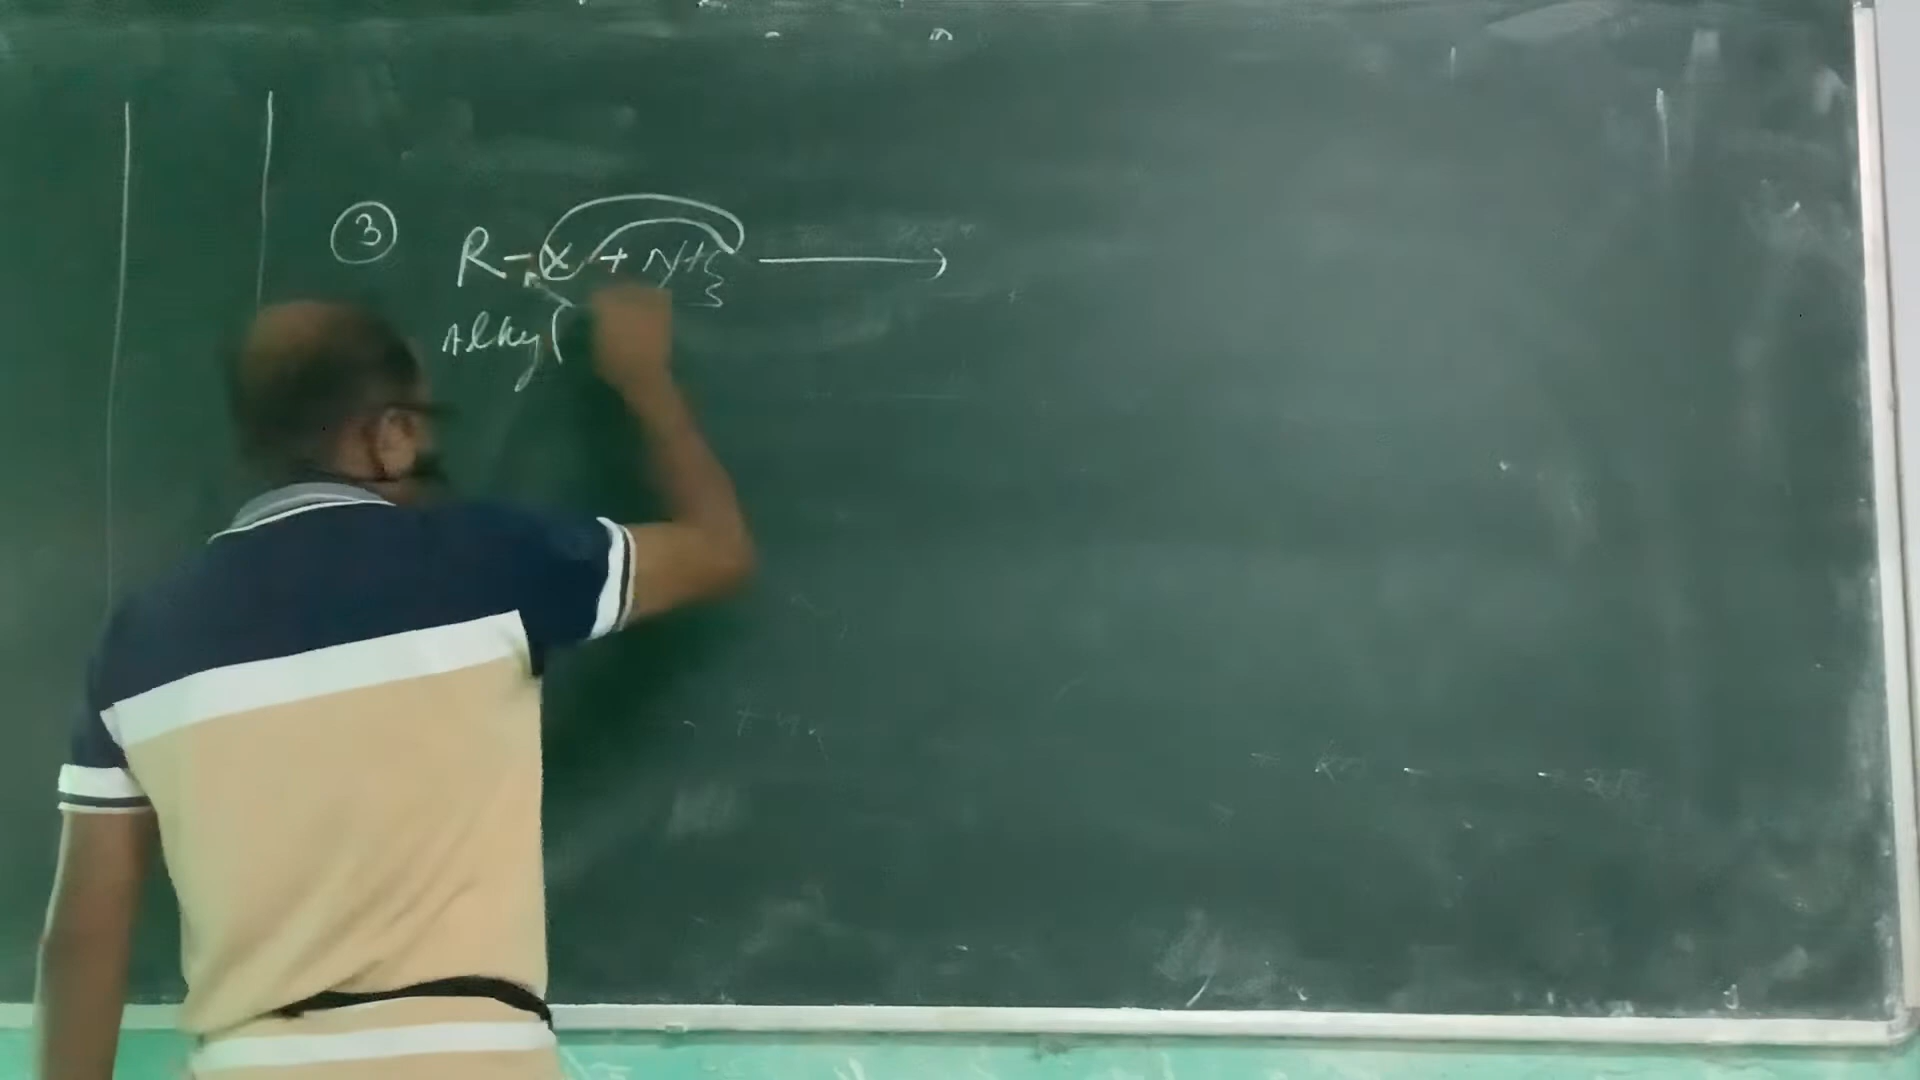 ③ R-X + NH3 ⟶
Alkyl